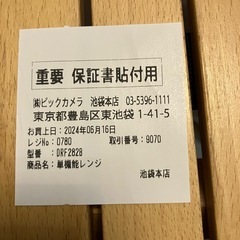 重要 保証書貼付用
㈱ビックカメラ 池袋本店 03-5396-1111
東京都豊島区東池袋1-41-5
お買上日：2024年06月16日
レジNo：0780 取引番号：9070
型番：DRF282B
商品名：単機能レンジ
池袋本店